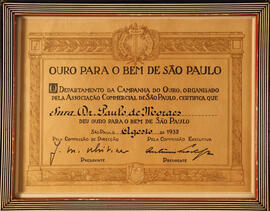 OURO PARA O BEM DE SÃO PAULO
O DEPARTAMENTO DA CAMPANHA DO OURO, ORGANISADO
PELA ASSOCIAÇÃO COMMERCIAL DE SÃO PAULO, CERTIFICA QUE
Snra. Dr. Paulo de Moraes
DEU OURO PARA O BEM DE SÃO PAULO
SÃO PAULO, Agosto DE 1932
PELA COMMISSÃO DE DIRECÇÃO PELA COMMISSÃO EXECUTIVA
J. M.
PRESIDENTE PRESIDENTE